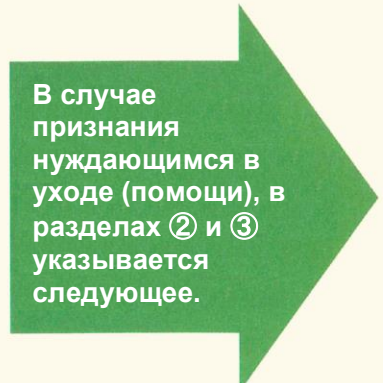 В случае
признания
нуждающимся в
уходе (помощи), в
разделах ② и ③
указывается
следующее.